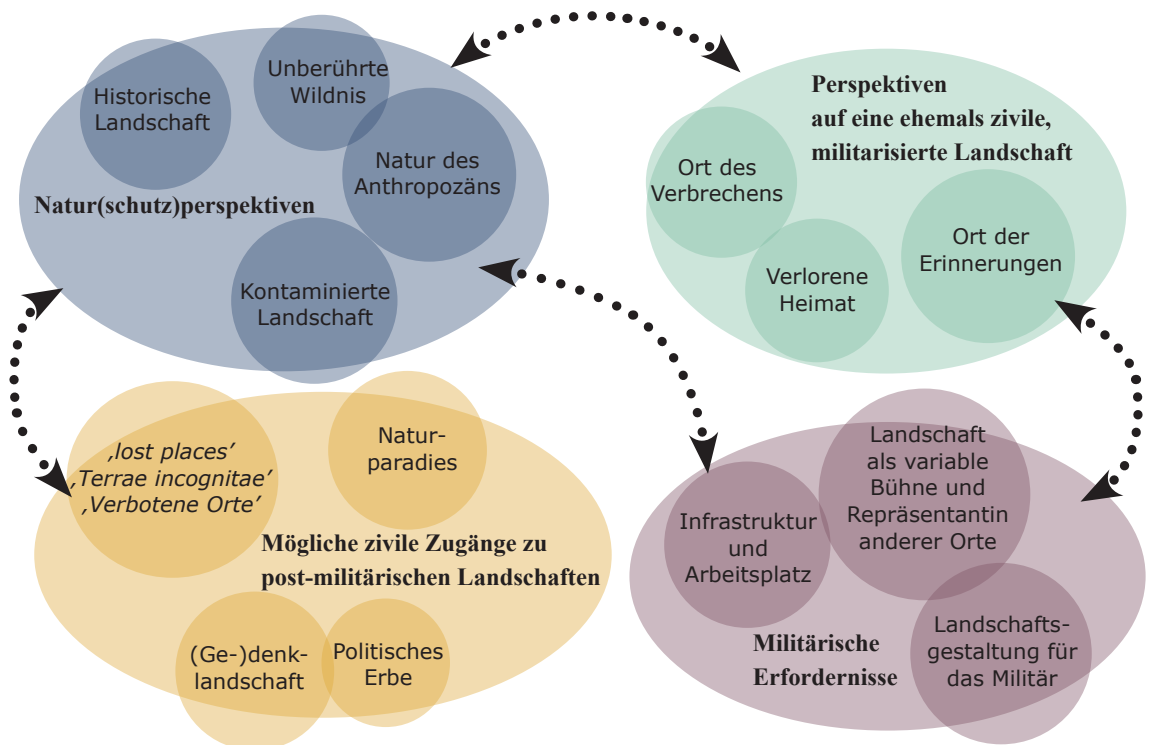 Historische
Landschaft
Unberührte
Wildnis
Natur des
Anthropozäns
Natur(schutz)perspektiven
Kontaminierte
Landschaft
Perspektiven
auf eine ehemals zivile,
militarisierte Landschaft
Ort des
Verbrechens
Verlorene
Heimat
Ort der
Erinnerungen
‚lost places’
‚Terrae incognitae’
‚Verbotene Orte’
Natur-
paradies
Mögliche zivile Zugänge zu
post-militärischen Landschaften
(Ge-)denk-
landschaft
Politisches
Erbe
Landschaft
als variable
Bühne und
Repräsentantin
anderer Orte
Infrastruktur
und
Arbeitsplatz
Militärische
Erfordernisse
Landschafts-
gestaltung für
das Militär